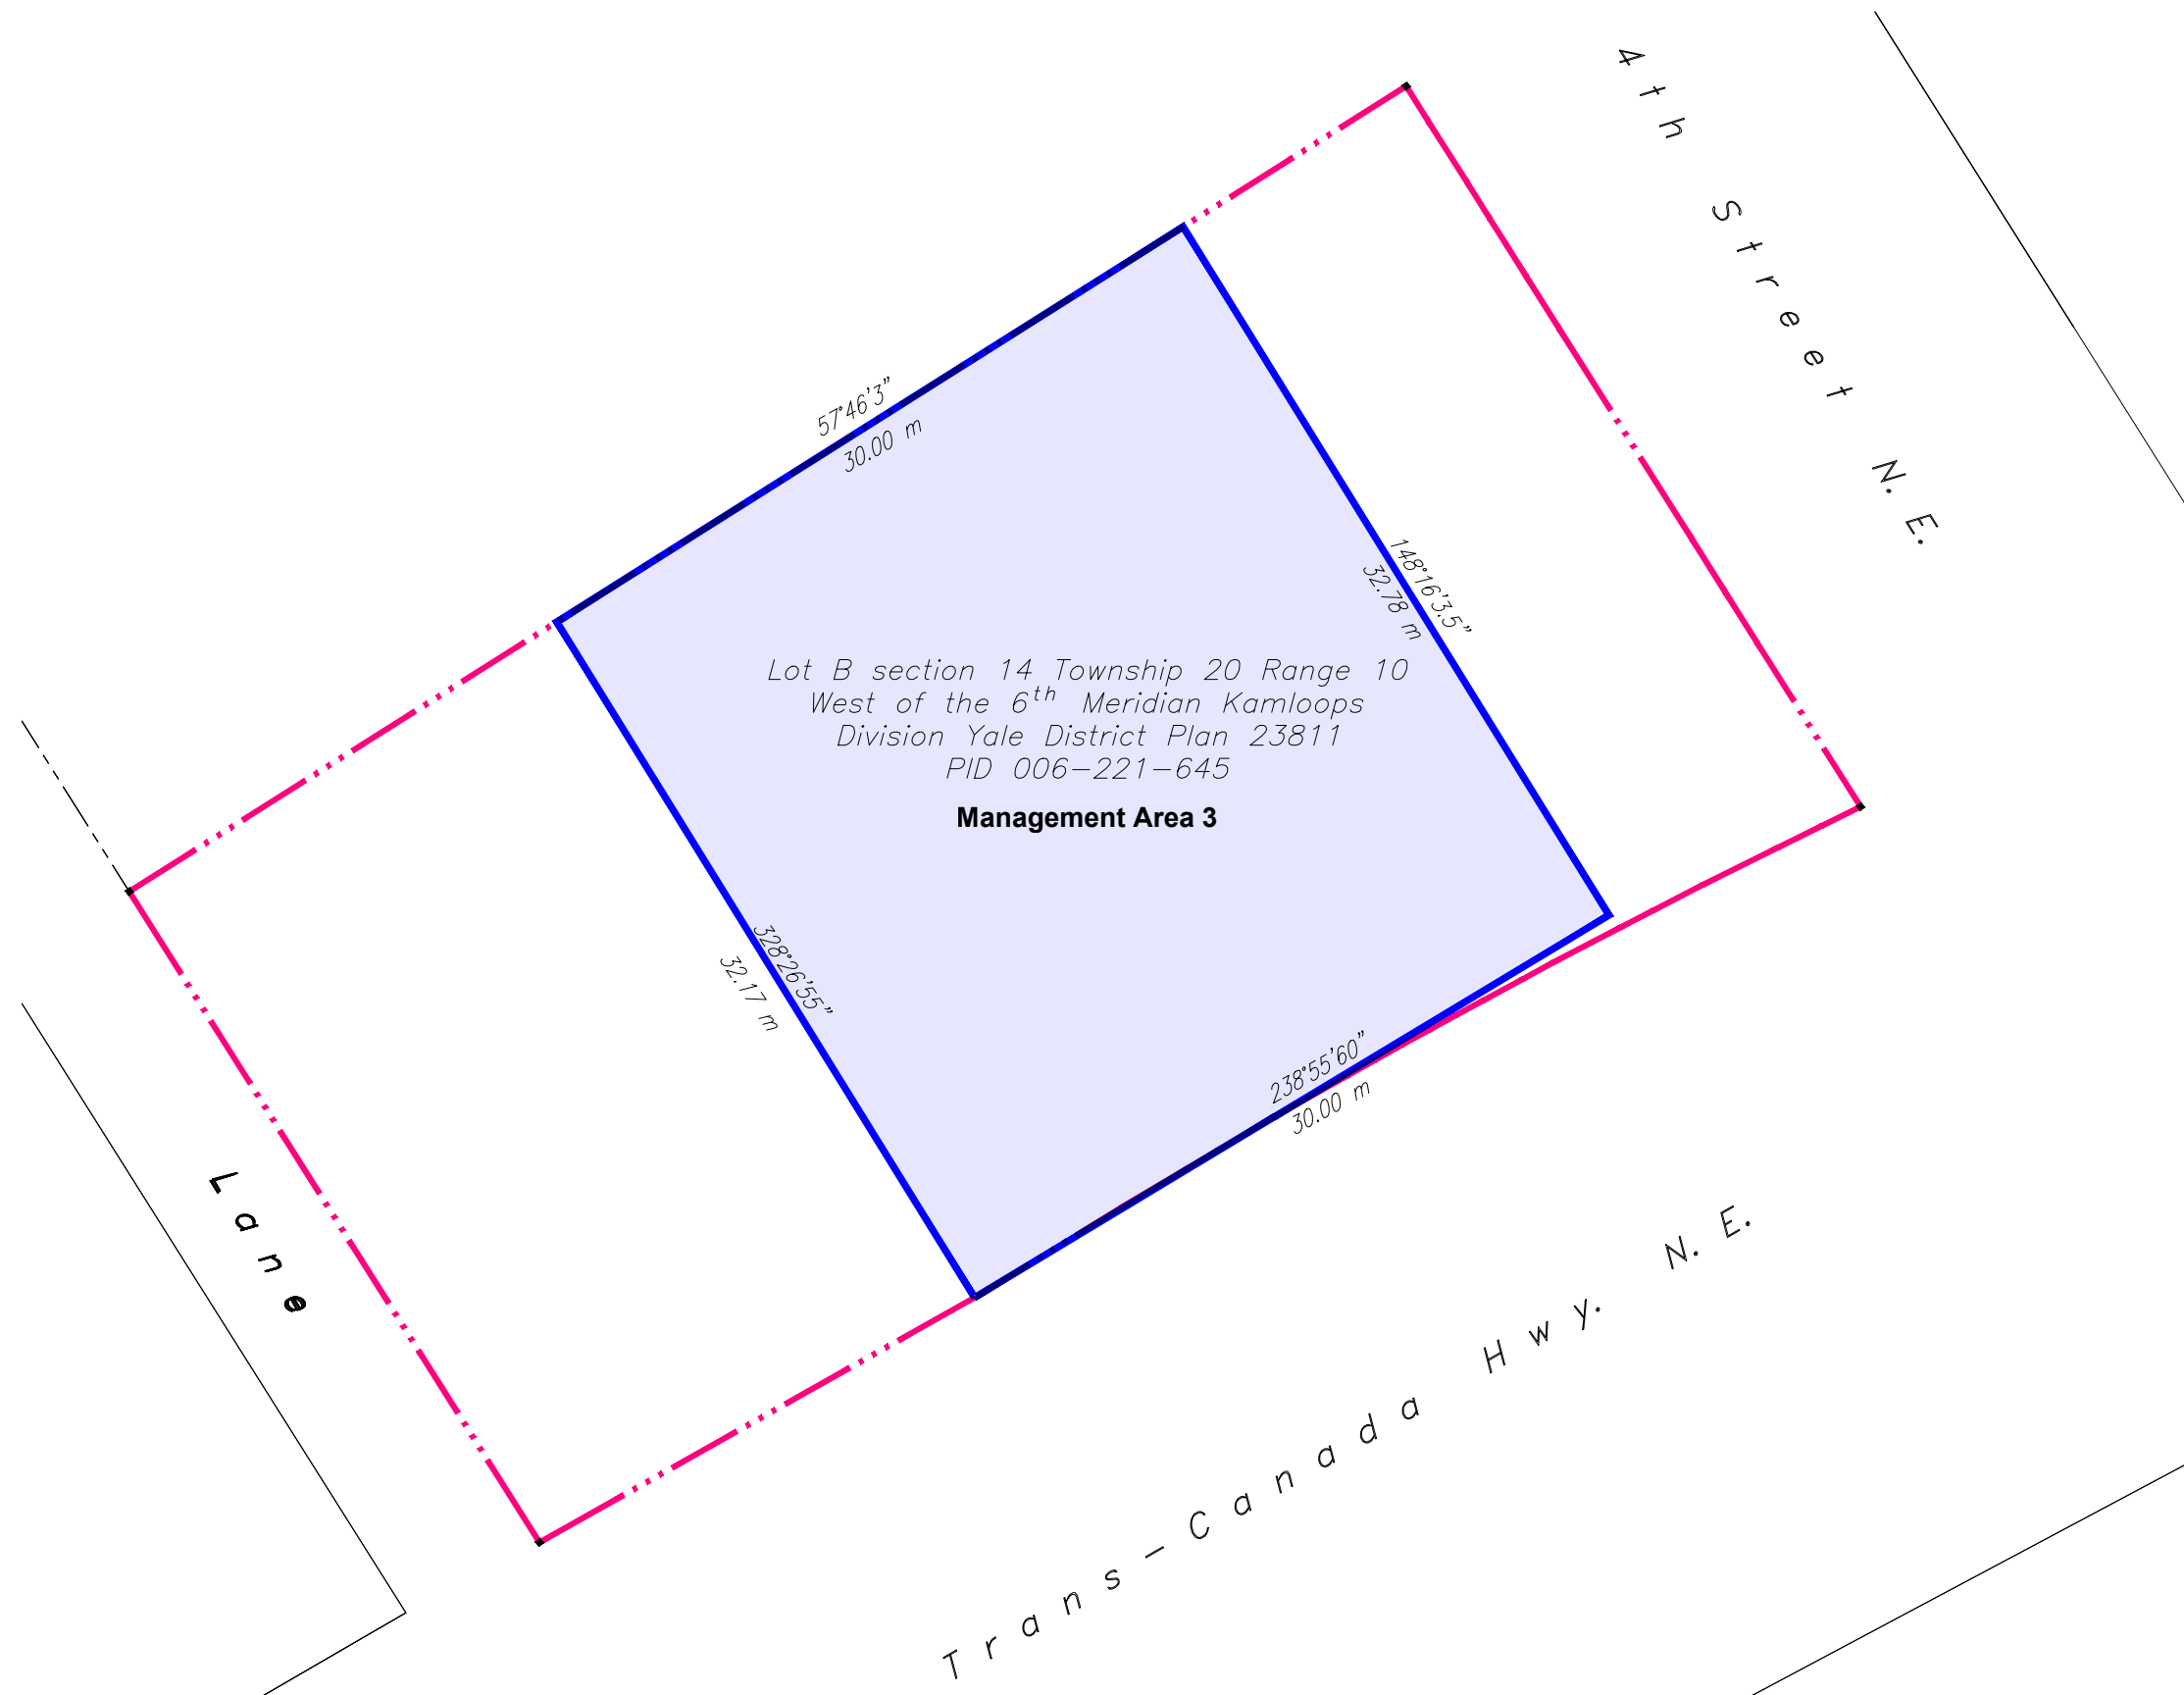 4th Street N.E.
57°46'3"
30.00 m
148°16'3.5"
32.78 m
Lot B section 14 Township 20 Range 10
West of the 6th Meridian Kamloops
Division Yale District Plan 23811
PID 006-221-645
Management Area 3
328°26'55"
32.17 m
238°55'60"
30.00 m
Lane
Trans-Canada Hwy. N.E.